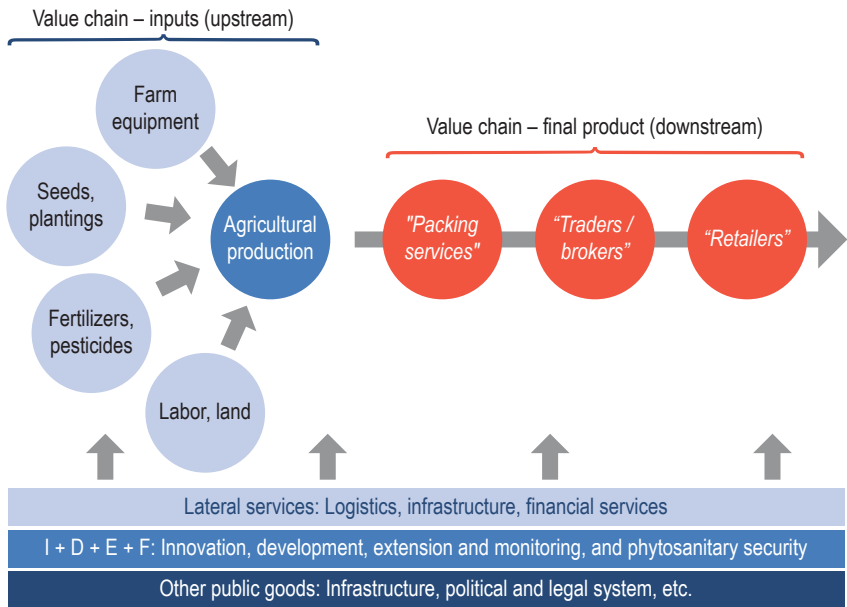 Value chain – inputs (upstream)
Farm
equipment
Value chain – final product (downstream)
Seeds,
plantings
Agricultural
production
"Packing
services"
“Traders /
brokers”
“Retailers”
Fertilizers,
pesticides
Labor, land
Lateral services: Logistics, infrastructure, financial services
I + D + E + F: Innovation, development, extension and monitoring, and phytosanitary security
Other public goods: Infrastructure, political and legal system, etc.